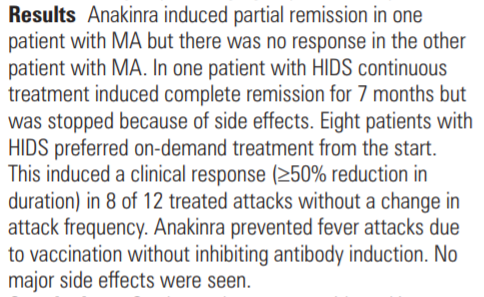 Results Anakinra induced partial remission in one
patient with MA but there was no response in the other
patient with MA. In one patient with HIDS continuous
treatment induced complete remission for 7 months but
was stopped because of side effects. Eight patients with
HIDS preferred on-demand treatment from the start.
This induced a clinical response (≥50% reduction in
duration) in 8 of 12 treated attacks without a change in
attack frequency. Anakinra prevented fever attacks due
to vaccination without inhibiting antibody induction. No
major side effects were seen.